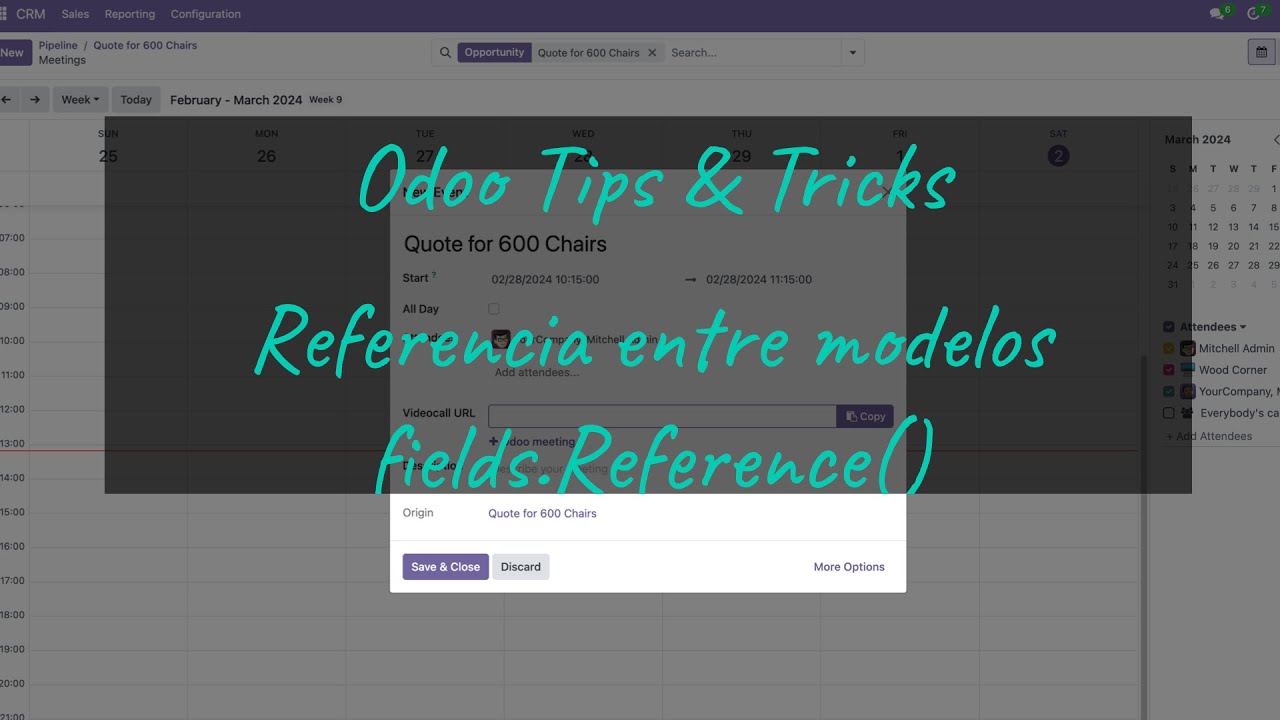 CRM Sales Reporting Configuration 6 7
New Pipeline / Quote for 600 Chairs
Meetings
Opportunity Quote for 600 Chairs Search...
Week Today February - March 2024 Week 9
SUN MON TUE WED THU FRI SAT
25 26 27 28 29 1 2
Odoo Tips & Tricks
Referencia entre modelos
fields.Reference()
New Event
Quote for 600 Chairs
Start ? 02/28/2024 10:15:00 → 02/28/2024 11:15:00
All Day
YourCompany, Mitchell Admin
Add attendees...
Videocall URL Copy
+ Odoo meeting
Description Describe your meeting
Origin Quote for 600 Chairs
Save & Close Discard More Options
07:00
08:00
09:00
10:00
11:00
12:00
13:00
14:00
15:00
16:00
17:00
18:00
19:00
20:00
21:00
March 2024
S M T W T F S
25 26 27 28 29 1
3 4 5 6 7 8
10 11 12 13 14 15
17 18 19 20 21 22
24 25 26 27 28 29
31 1 2 3 4 5
Attendees
Mitchell Admin
Wood Corner
YourCompany, M
Everybody's ca
+ Add Attendees